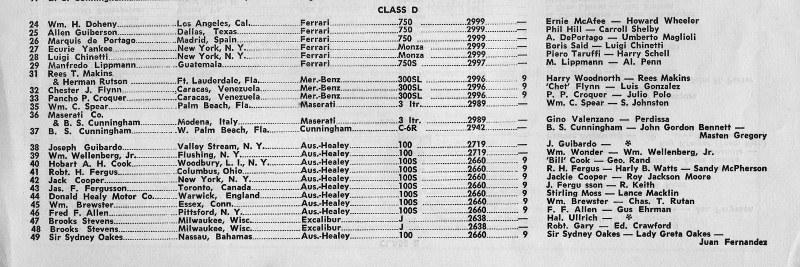 CLASS D
24 Wm. H. Doheny Los Angeles, Cal. Ferrari 750 2999 — Ernie McAfee — Howard Wheeler
25 Allen Guiberson Dallas, Texas Ferrari 750 2999 — Phil Hill — Carroll Shelby
26 Marquis de Portago Madrid, Spain Ferrari 750 2999 — A. DePortago — Umberto Maglioli
27 Ecurie Yankee New York, N. Y. Ferrari Monza 2999 — Boris Said — Luigi Chinetti
28 Luigi Chinetti New York, N. Y. Ferrari Monza 2999 — Piero Taruffi — Harry Schell
29 Manfredo Lippmann Guatemala Ferrari 750S 2997 — M. Lippmann — Al. Penn
31 Rees T. Makins
& Herman Rutson Ft. Lauderdale, Fla. Mer.-Benz 300SL 2996 9 Harry Woodnorth — Rees Makins
32 Chester J. Flynn Caracas, Venezuela Mer.-Benz 300SL 2996 9 'Chet' Flynn — Luis Gonzalez
33 Pancho P. Croquer Caracas, Venezuela Mer.-Benz 300SL 2996 9 P. P. Croquer — Julio Polo
35 Wm. C. Spear Palm Beach, Fla. Maserati 3 ltr. 2989 — Wm. C. Spear — S. Johnston
36 Maserati Co.
& B. S. Cunningham Modena, Italy Maserati 3 ltr. 2989 — Gino Valenzano — Perdissa
37 B. S. Cunningham W. Palm Beach, Fla. Cunningham C-6R 2942 — B. S. Cunningham — John Gordon Bennett —
Masten Gregory
38 Joseph Guibardo Valley Stream, N. Y. Aus.-Healey 100 2719 — J. Guibardo — *
39 Wm. Wellenberg, Jr. Flushing, N. Y. Aus.-Healey 100 2719 — Wm. Wonder — Wm. Wellenberg, Jr.
40 Hobart A. H. Cook Woodbury, L. I., N. Y. Aus.-Healey 100S 2660 9 'Bill' Cook — Geo. Rand
41 Robt. H. Fergus Columbus, Ohio Aus.-Healey 100S 2660 9 R. H. Fergus — Harly B. Watts — Sandy McPherson
42 Jack Cooper New York, N. Y. Aus.-Healey 100S 2660 9 Jackie Cooper — Roy Jackson Moore
43 Jas. F. Fergusson Toronto, Canada Aus.-Healey 100S 2660 9 J. Fergu sson — R. Keith
44 Donald Healey Motor Co. Warwick, England Aus.-Healey 100S 2660 9 Stirling Moss — Lance Macklin
45 Wm. Brewster Essex, Conn. Aus.-Healey 100S 2660 9 Wm. Brewster — Chas. T. Rutan
46 Fred F. Allen Pittsford, N. Y. Aus.-Healey 100S 2660 9 F. F. Allen — Gus Ehrman
47 Brooks Stevens Milwaukee, Wisc. Excalibur J 2638 — Hal. Ullrich — *
48 Brooks Stevens Milwaukee, Wisc. Excalibur J 2638 — Robt. Gary — Ed. Crawford
49 Sir Sydney Oakes Nassau, Bahamas Aus.-Healey 100 2660 9 Sir Sydney Oakes — Lady Greta Oakes —
Juan Fernandez